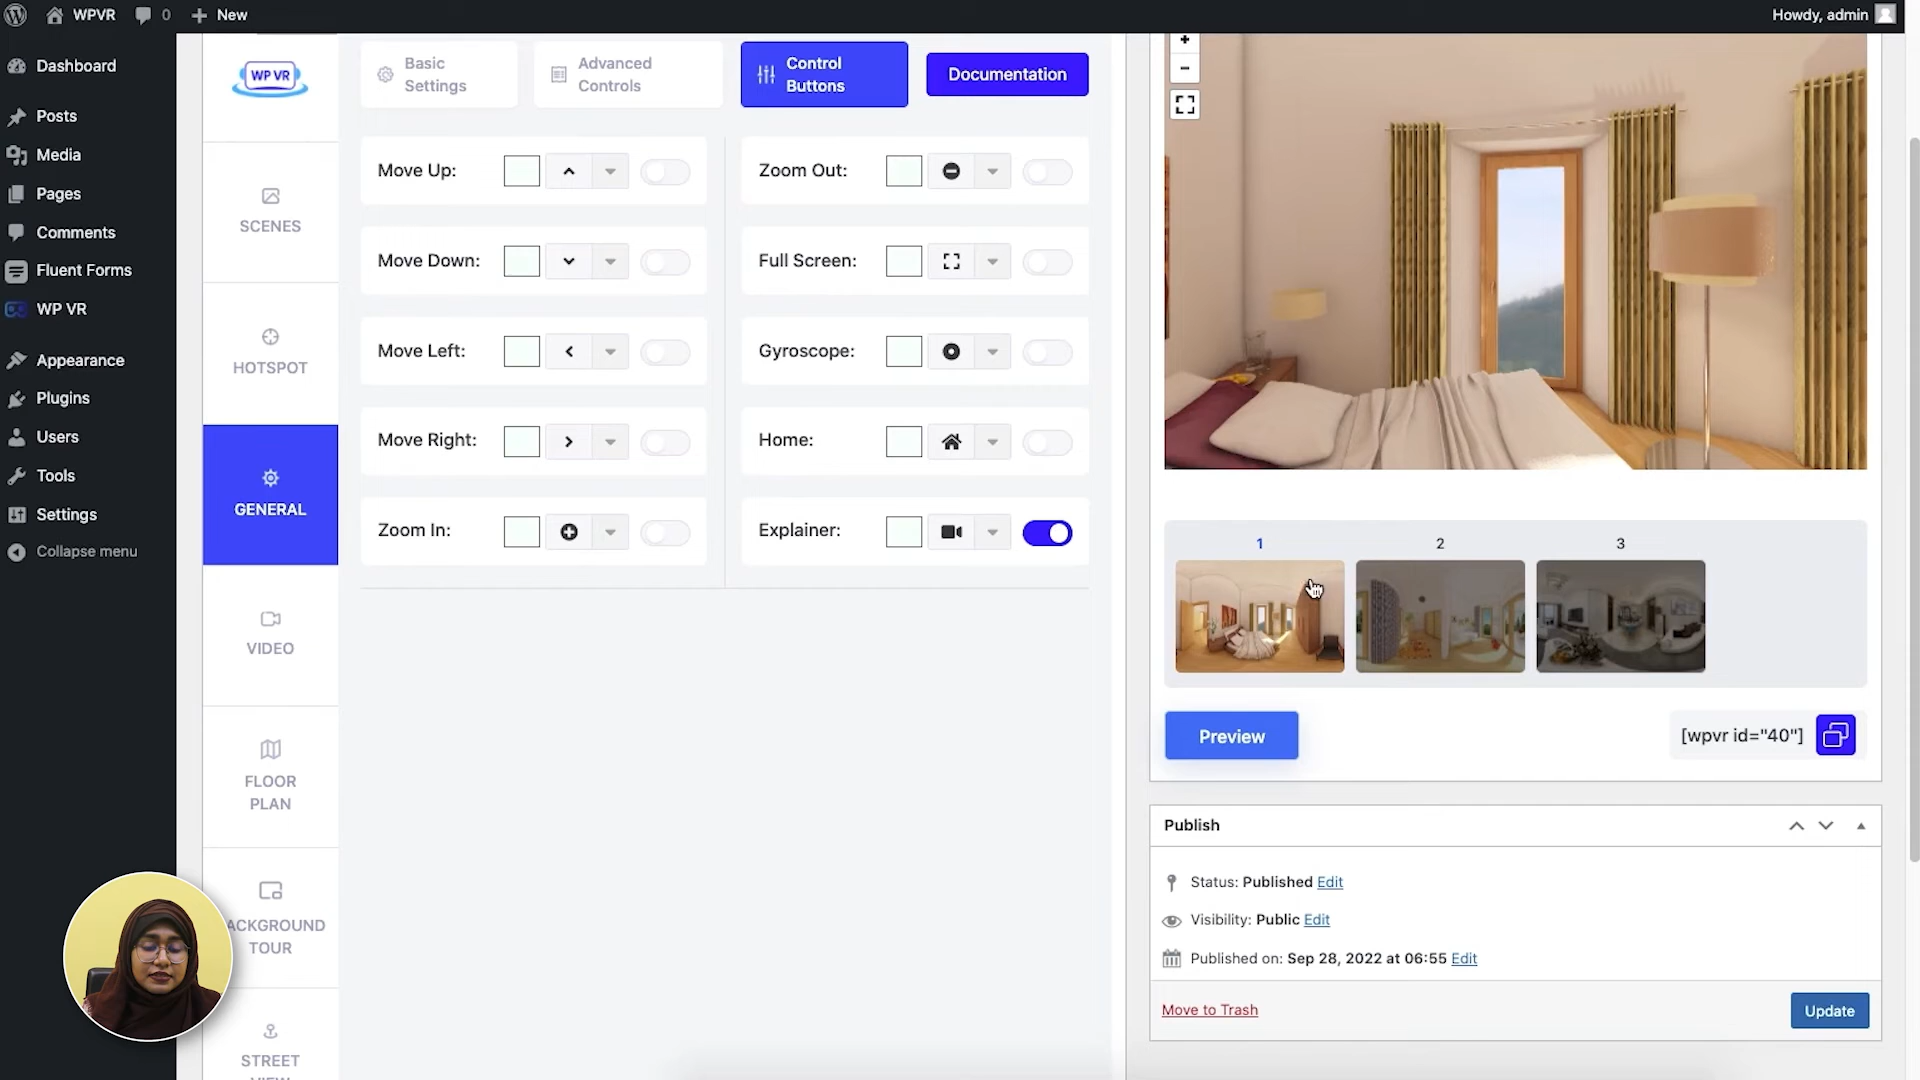 WPVR
0
New
Howdy, admin
Dashboard
Posts
Media
Pages
Comments
Fluent Forms
WP VR
Appearance
Plugins
Users
Tools
Settings
Collapse menu
WP VR
SCENES
HOTSPOT
GENERAL
VIDEO
FLOOR
PLAN
ACKGROUND
TOUR
STREET
VIEW
Basic
Settings
Advanced
Controls
Control
Buttons
Documentation
Move Up:
Zoom Out:
Move Down:
Full Screen:
Move Left:
Gyroscope:
Move Right:
Home:
Zoom In:
Explainer:
1
2
3
Preview
[wpvr id="40"]
Publish
Status: Published Edit
Visibility: Public Edit
Published on: Sep 28, 2022 at 06:55 Edit
Move to Trash
Update